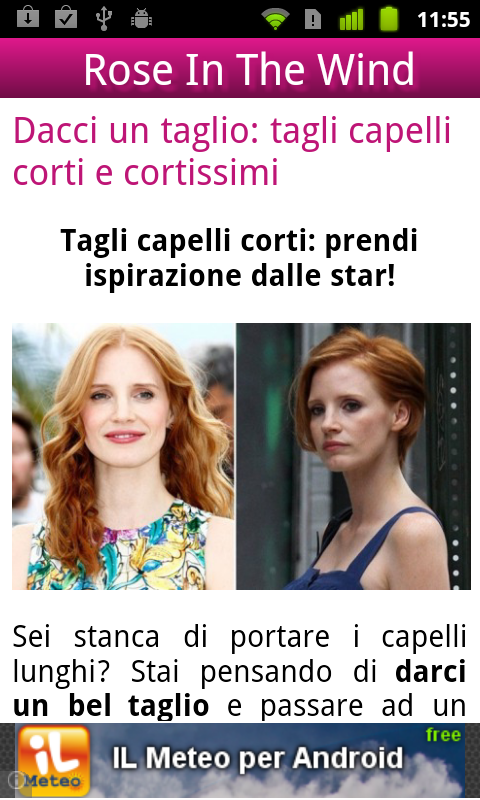 11:55
Rose In The Wind
Dacci un taglio: tagli capelli
corti e cortissimi
Tagli capelli corti: prendi
ispirazione dalle star!
Sei stanca di portare i capelli
lunghi? Stai pensando di darci
un bel taglio e passare ad un
free
iL
Meteo
IL Meteo per Android